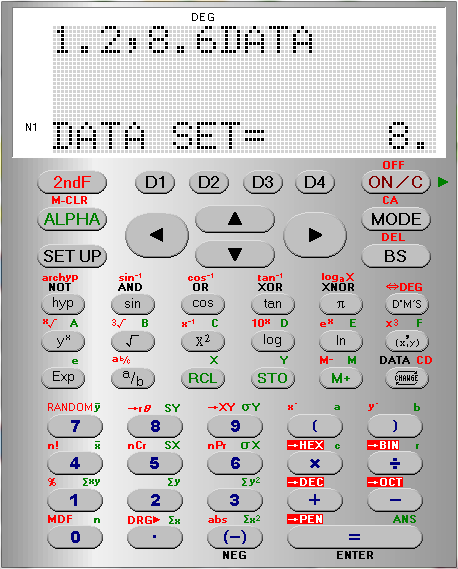 DEG
1.2,8.6DATA
N1
DATA SET= 8.
OFF
2ndF D1 D2 D3 D4 ON/C
M-CLR CA
ALPHA ◄ ▲ ► MODE
DEL
SET UP ▼ BS
archyp sin⁻¹ cos⁻¹ tan⁻¹ logₐX ⇔DEG
NOT AND OR XOR XNOR
hyp sin cos tan π D°M'S
ˣ√ A ³√ B x⁻¹ C 10ˣ D eˣ E x³ F
yˣ √ X² log ln (x,y)
e aᵇ/c X Y M- M DATA CD
Exp a/b RCL STO M+ CHANGE
RANDOM ȳ →rθ SY →XY σY x' a y' b
7 8 9 ( )
n! x̄ nCr SX nPr σX →HEX c →BIN r
4 5 6 × ÷
% Σxy Σy Σy² →DEC →OCT
1 2 3 + −
MDF n DRG► Σx abs Σx² →PEN ANS
0 · (−) =
NEG ENTER